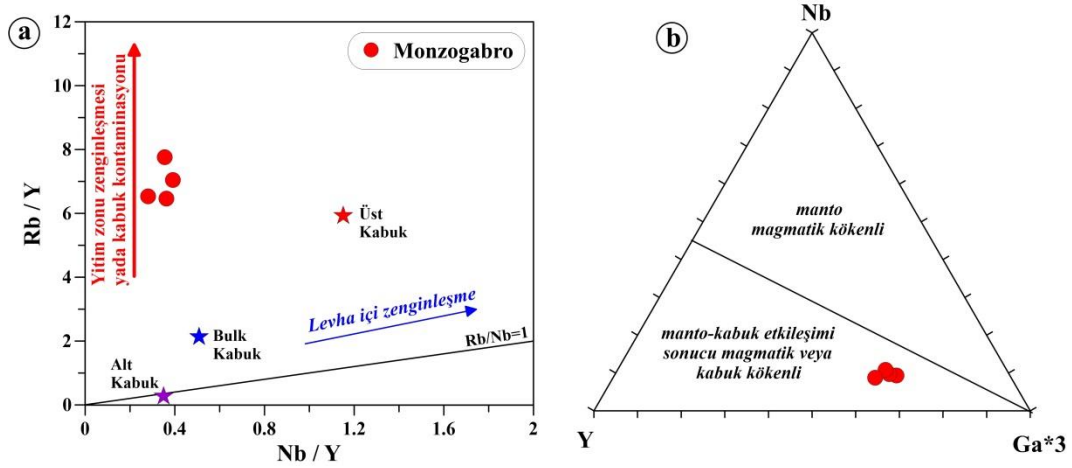 a
Monzogabro
12
10
8
6
4
2
0
Rb / Y
Yitim zonu zenginleşmesi
yada kabuk kontaminasyonu
Üst
Kabuk
Bulk
Kabuk
Alt
Kabuk
Levha içi zenginleşme
Rb/Nb=1
0
0.4
0.8
1.2
1.6
2
Nb / Y
b
Nb
manto
magmatik kökenli
manto-kabuk etkileşimi
sonucu magmatik veya
kabuk kökenli
Y
Ga*3